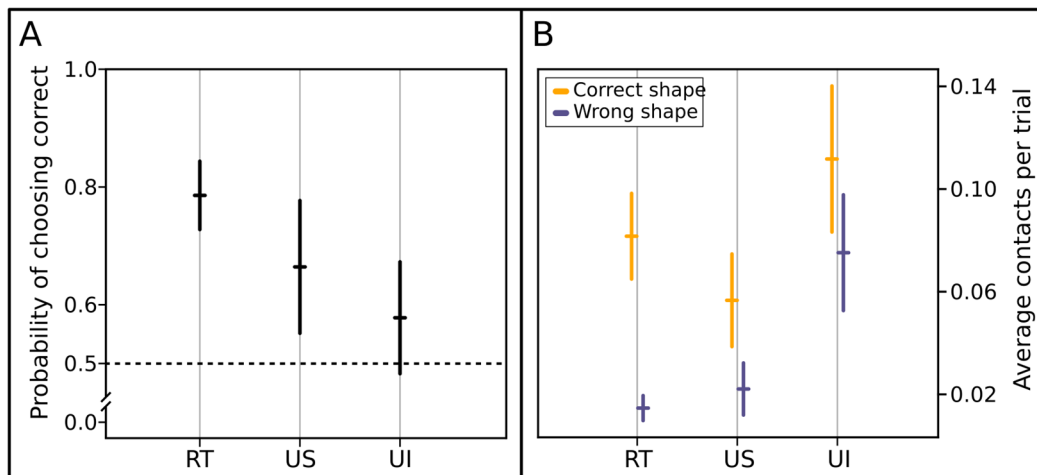 A
Probability of choosing correct
1.0
0.8
0.6
0.5
0.0
RT US UI
B
Correct shape
Wrong shape
0.14
0.10
0.06
0.02
Average contacts per trial
RT US UI